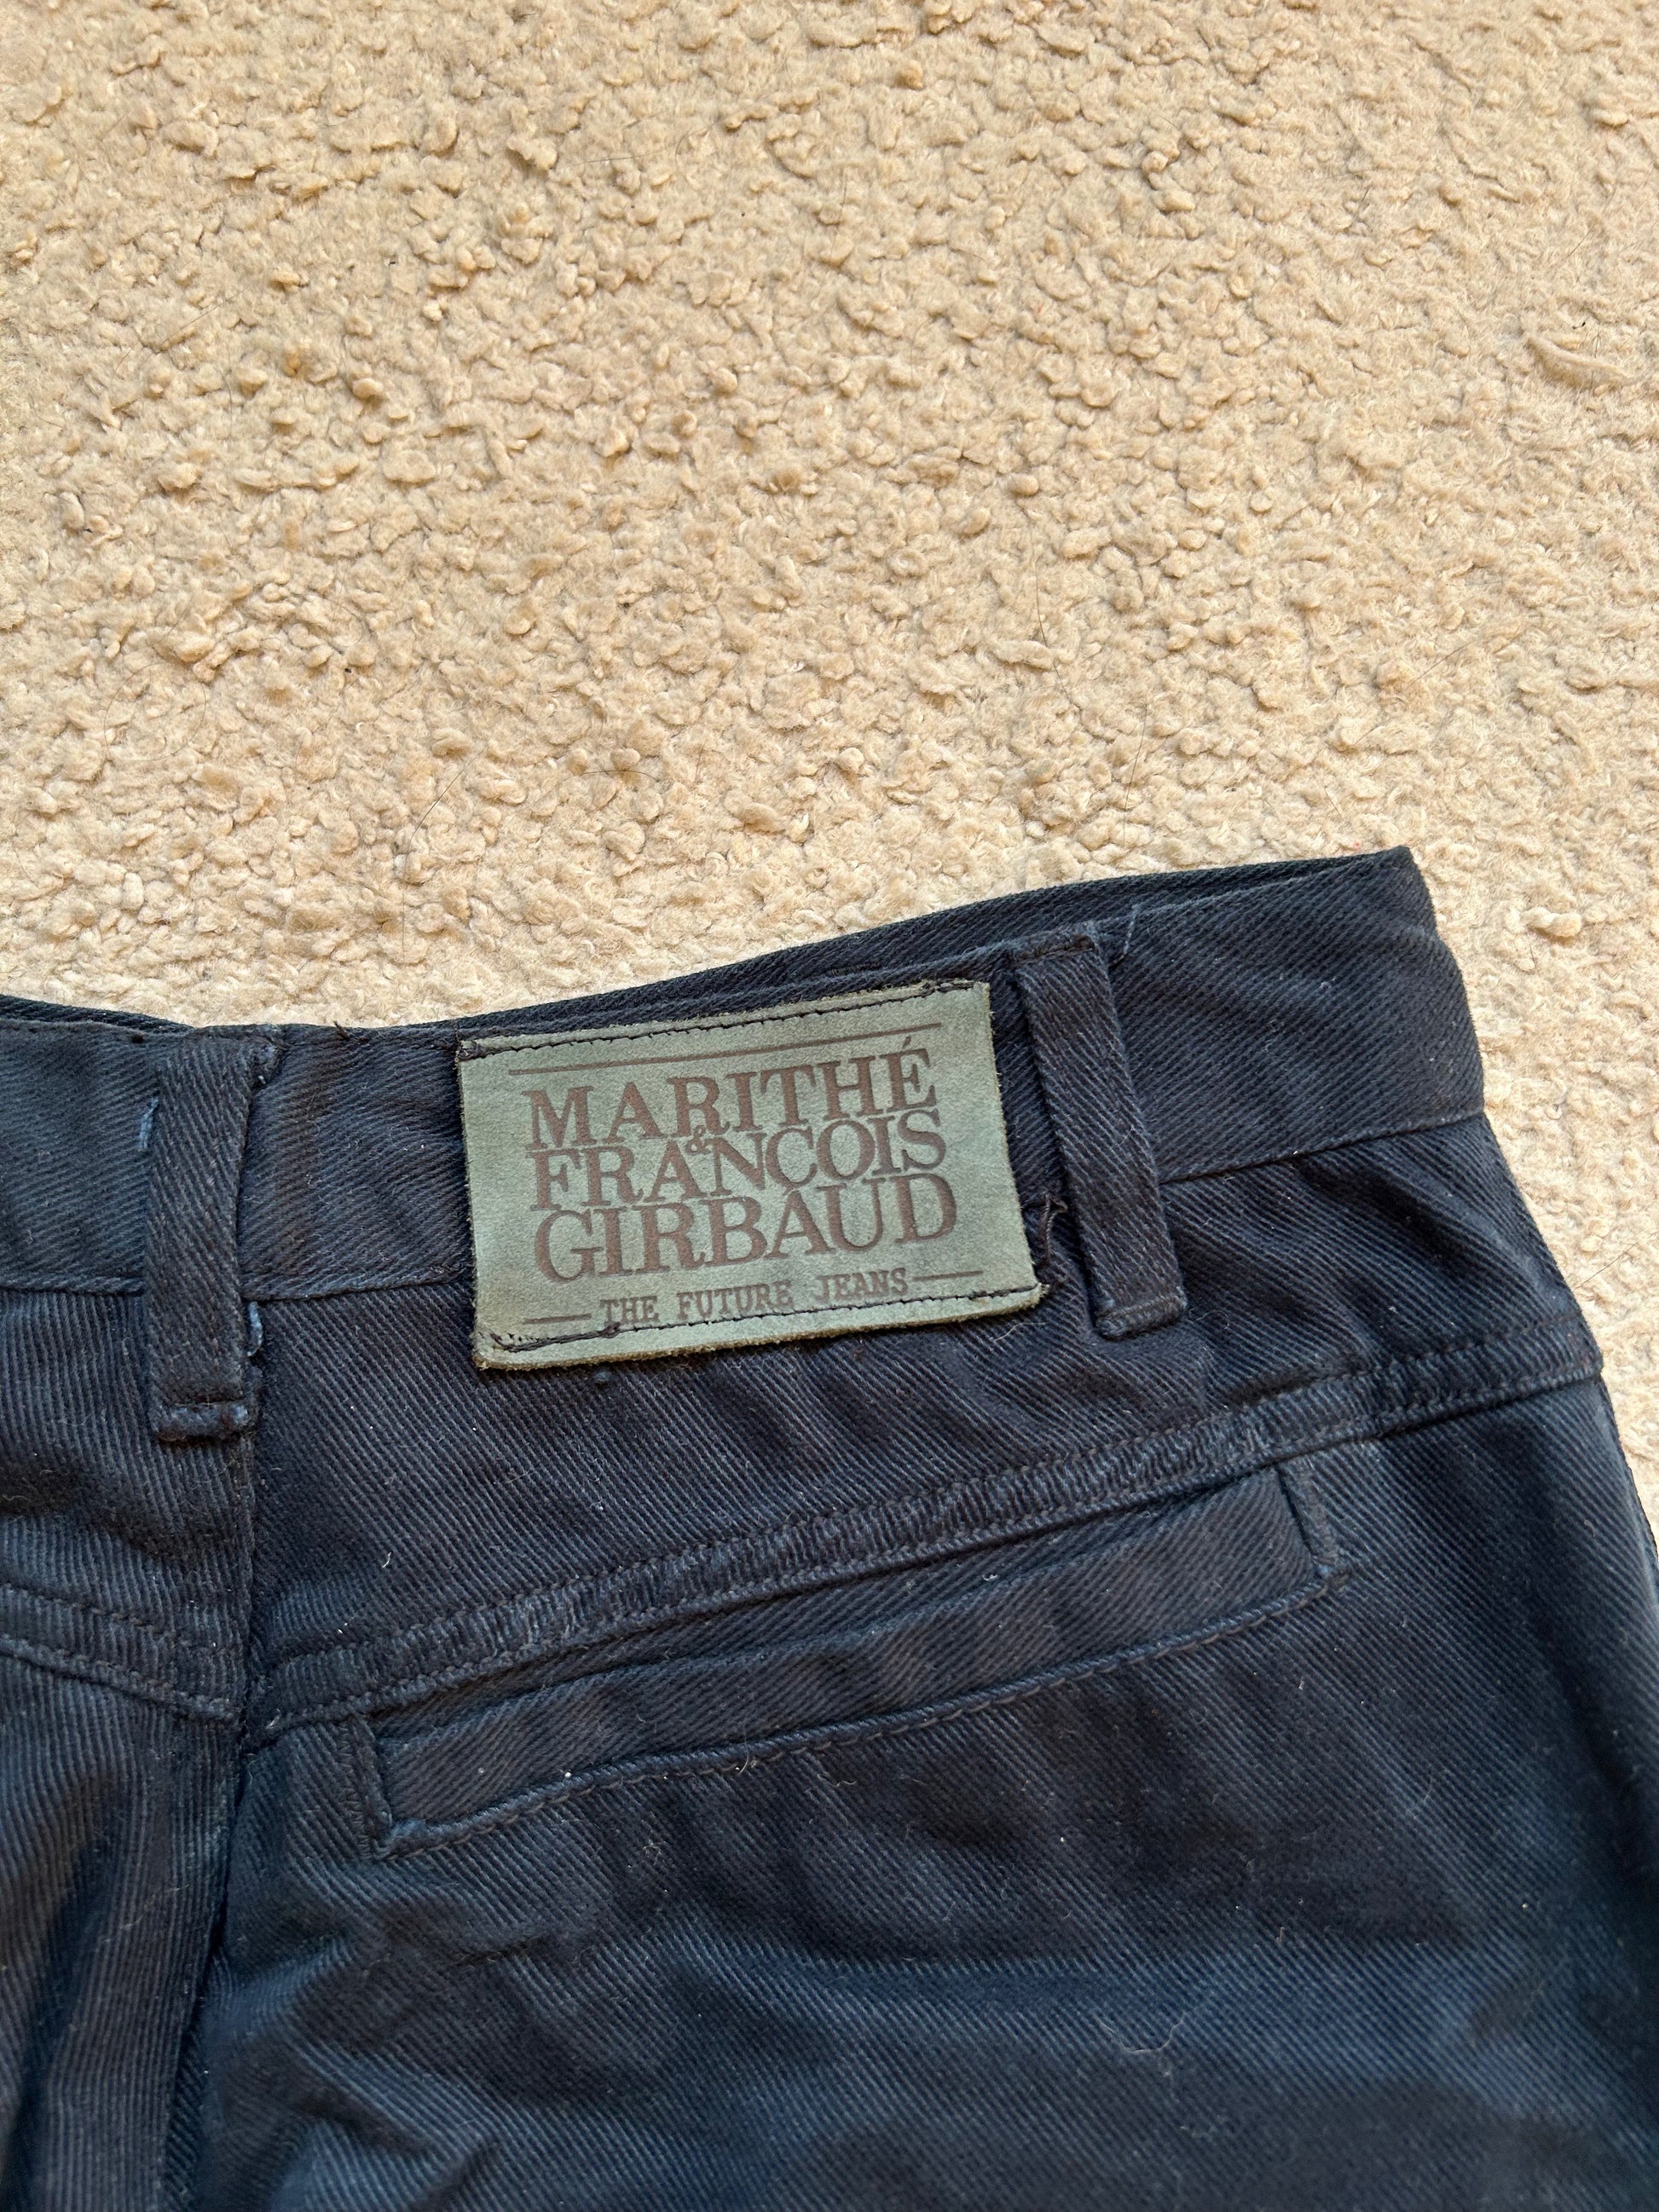 MARITHÉ
&
FRANÇOIS
GIRBAUD
THE FUTURE JEANS